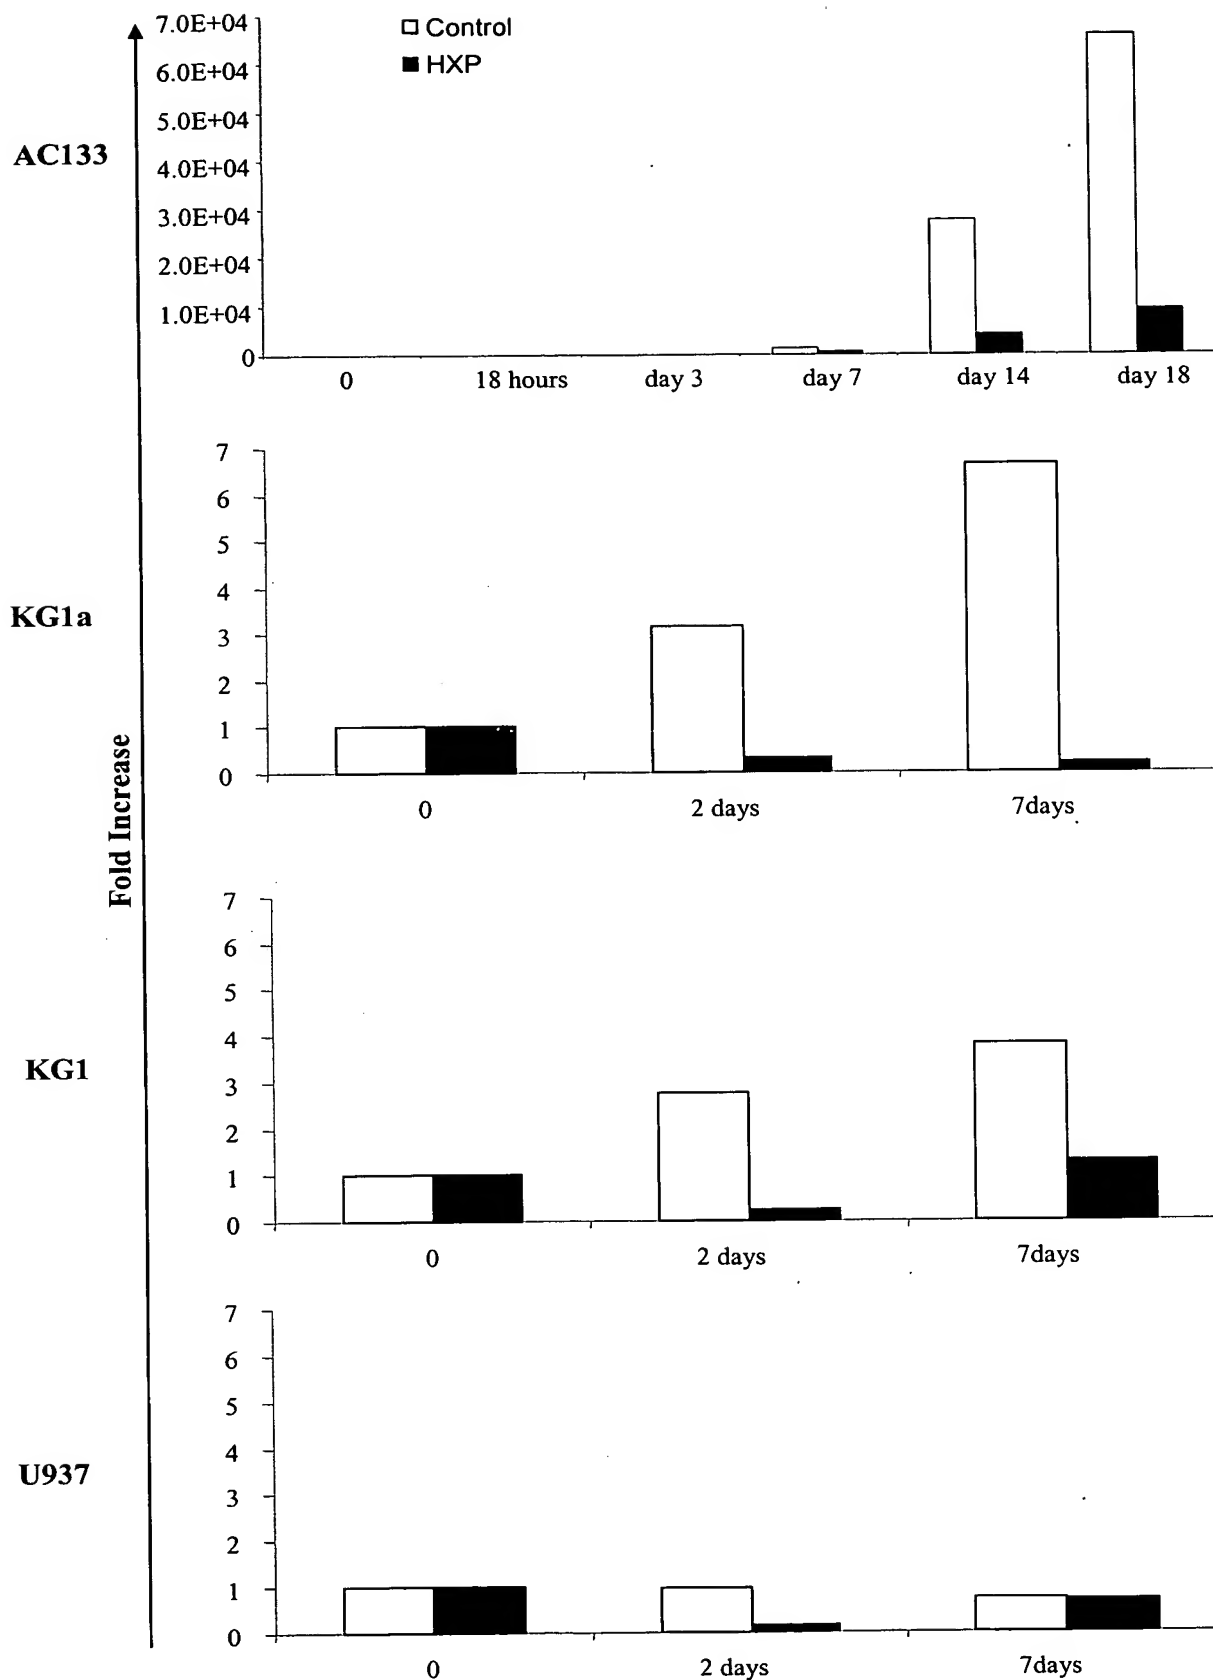 Control
HXP
AC133
7.0E+04
6.0E+04
5.0E+04
4.0E+04
3.0E+04
2.0E+04
1.0E+04
0
0 18 hours day 3 day 7 day 14 day 18
KG1a
7
6
5
4
3
2
1
0
0 2 days 7days
Fold Increase
KG1
7
6
5
4
3
2
1
0
0 2 days 7days
U937
7
6
5
4
3
2
1
0
0 2 days 7days